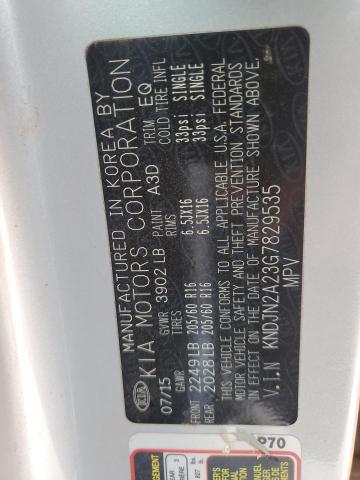 MANUFACTURED IN KOREA BY
KIA KIA MOTORS CORPORATION
07/15 GVWR 3902LB PAINT A3D TRIM EQ
GAWR TIRES RIMS COLD TIRE INFL
FRONT 2249LB 205/60 R16 6.5JX16 33psi SINGLE
REAR 2028LB 205/60 R16 6.5JX16 33psi SINGLE
THIS VEHICLE CONFORMS TO ALL APPLICABLE U.S.A. FEDERAL
MOTOR VEHICLE SAFETY AND THEFT PREVENTION STANDARDS
IN EFFECT ON THE DATE OF MANUFACTURE SHOWN ABOVE.
V.I.N KNDJN2A23G7829535
MPV
P70